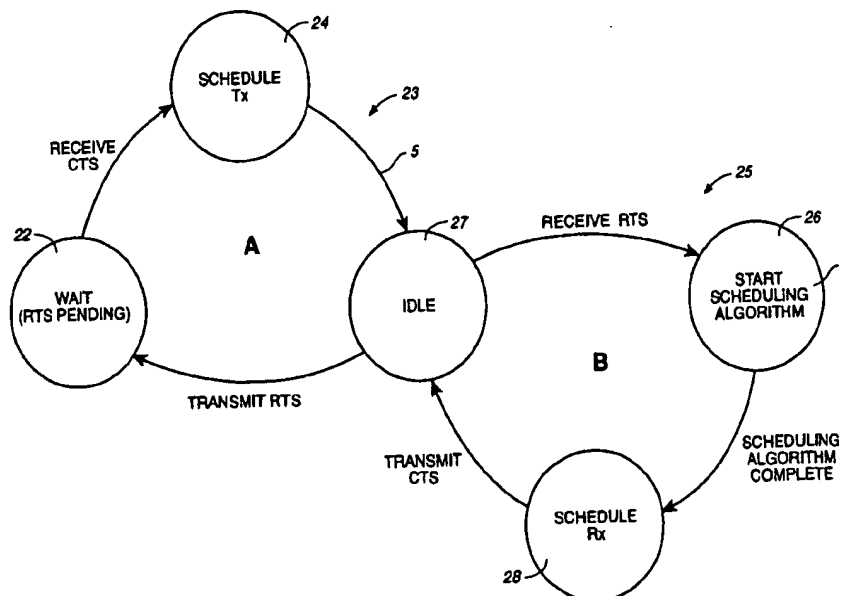 24
SCHEDULE
Tx
23
5
RECEIVE
CTS
25
22
27
RECEIVE RTS
26
A
WAIT
(RTS PENDING)
IDLE
START
SCHEDULING
ALGORITHM
B
TRANSMIT RTS
TRANSMIT
CTS
SCHEDULING
ALGORITHM
COMPLETE
SCHEDULE
Rx
28